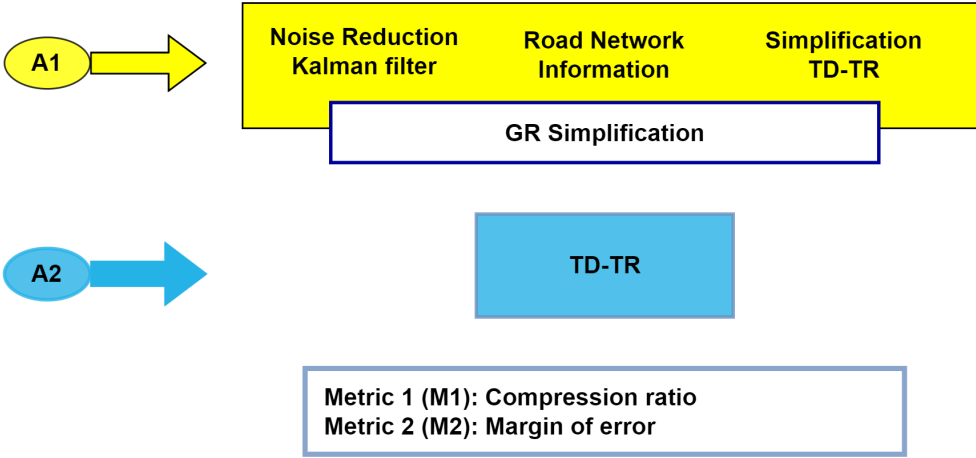 A1
Noise Reduction
Kalman filter
Road Network
Information
Simplification
TD-TR
GR Simplification
A2
TD-TR
Metric 1 (M1): Compression ratio
Metric 2 (M2): Margin of error